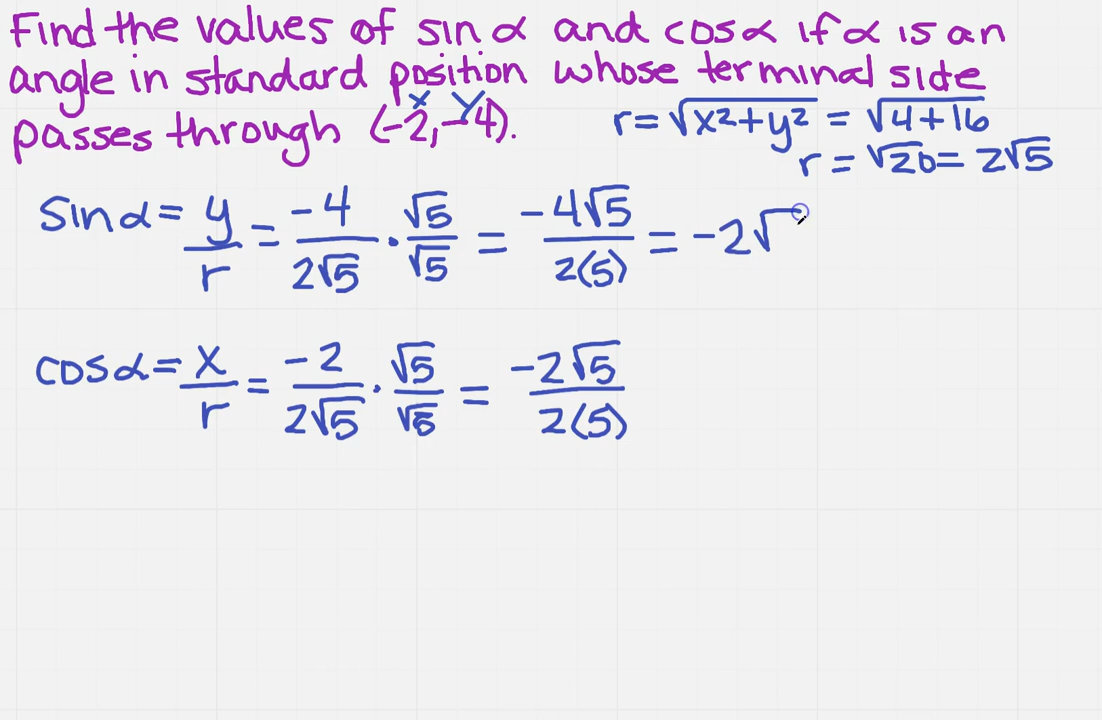 Find the values of sin α and cos α if α is an
angle in standard position whose terminal side
x y
passes through (-2,-4). r = √x²+y² = √4+16
r = √20 = 2√5
sin α = y/r = -4/2√5 · √5/√5 = -4√5/2(5) = -2√
cos α = x/r = -2/2√5 · √5/√5 = -2√5/2(5)